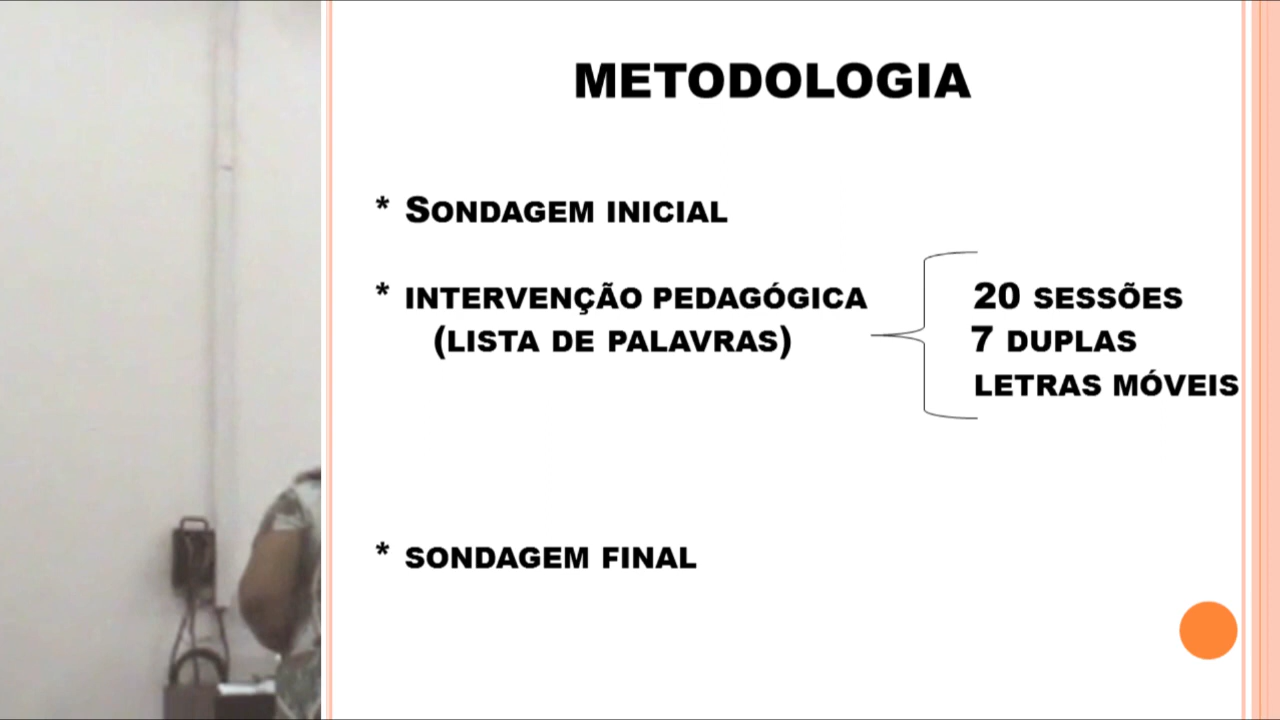 METODOLOGIA
* SONDAGEM INICIAL
* INTERVENÇÃO PEDAGÓGICA
(LISTA DE PALAVRAS)
20 SESSÕES
7 DUPLAS
LETRAS MÓVEIS
* SONDAGEM FINAL